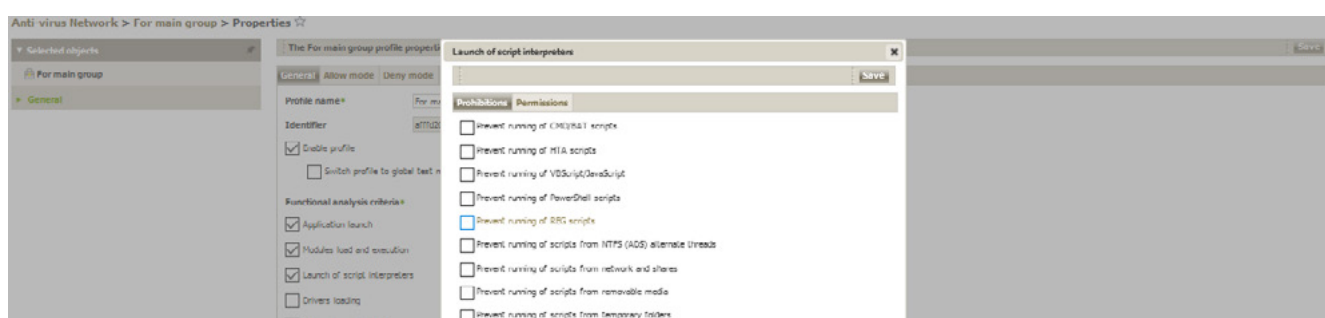 Anti-virus Network > For main group > Properties
Selected objects
For main group
General
The For main group profile properti
Save
General Allow mode Deny mode
Profile name*
For ma
Identifier
Enable profile
Switch profile to global test m
Functional analysis criteria*
Application launch
Modules load and execution
Launch of script interpreters
Drivers loading
Launch of script interpreters
Save
Prohibitions Permissions
Prevent running of CMD/BAT scripts
Prevent running of HTA scripts
Prevent running of VBScript/JavaScript
Prevent running of PowerShell scripts
Prevent running of REG scripts
Prevent running of scripts from NTFS (ADS) alternate threads
Prevent running of scripts from network and shares
Prevent running of scripts from removable media
Prevent running of scripts from temporary folders